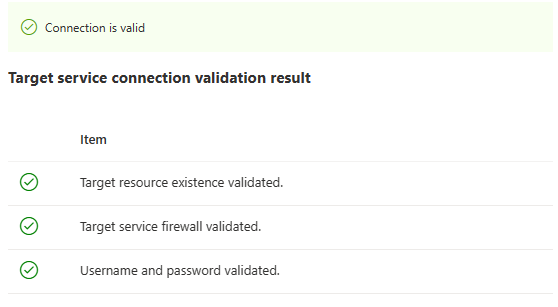 Connection is valid
Target service connection validation result
Item
Target resource existence validated.
Target service firewall validated.
Username and password validated.